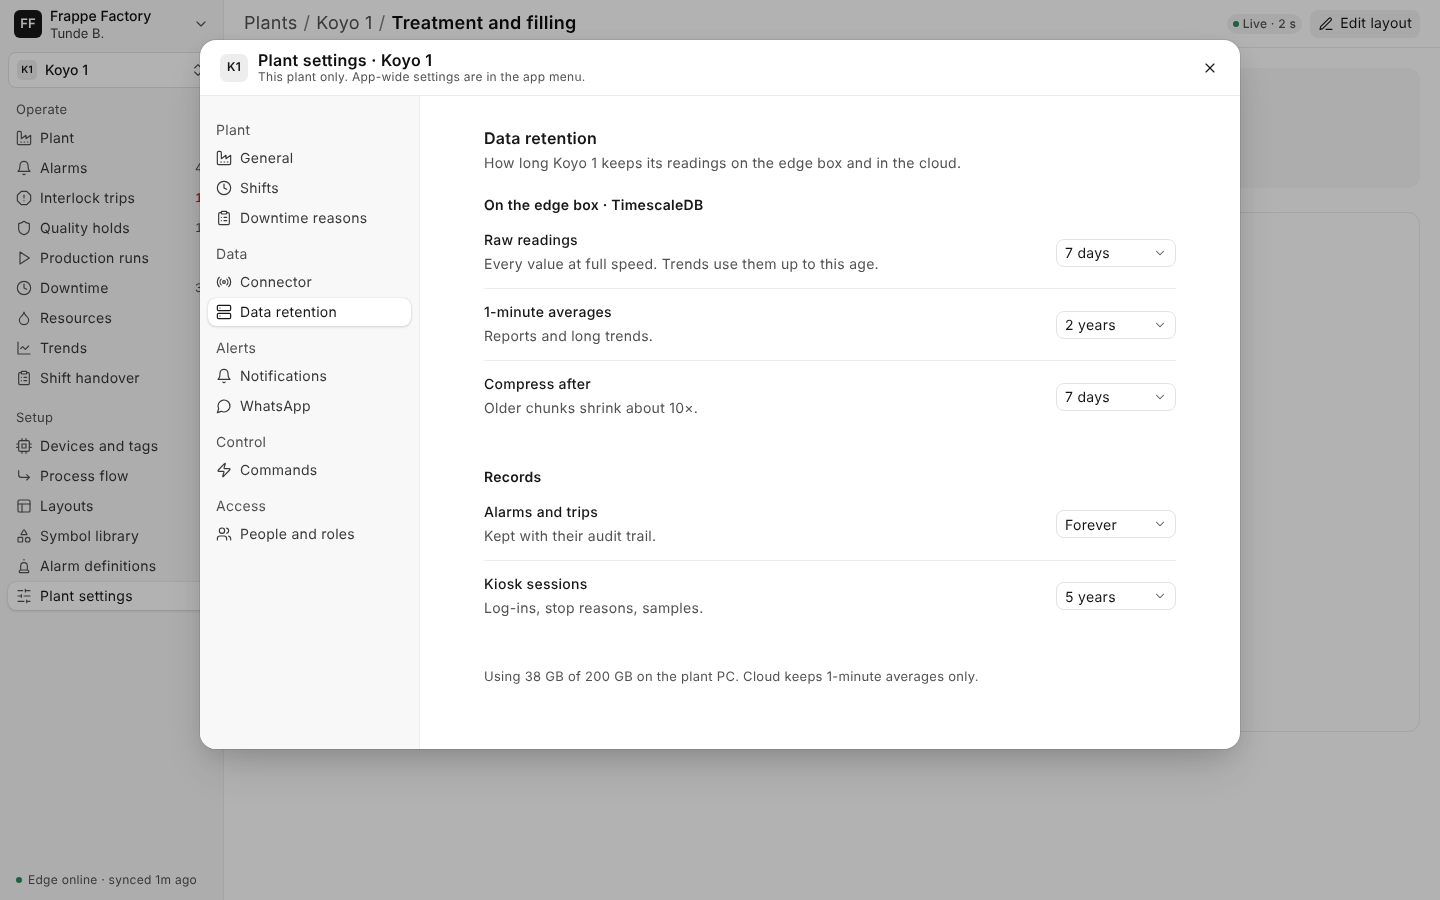 FF
Frappe Factory
Tunde B.
Plants / Koyo 1 / Treatment and filling
Live · 2 s
Edit layout
K1
Koyo 1
Operate
Plant
Alarms
Interlock trips
Quality holds
Production runs
Downtime
Resources
Trends
Shift handover
Setup
Devices and tags
Process flow
Layouts
Symbol library
Alarm definitions
Plant settings
Edge online · synced 1m ago
K1
Plant settings · Koyo 1
This plant only. App-wide settings are in the app menu.
Plant
General
Shifts
Downtime reasons
Data
Connector
Data retention
Alerts
Notifications
WhatsApp
Control
Commands
Access
People and roles
Data retention
How long Koyo 1 keeps its readings on the edge box and in the cloud.
On the edge box · TimescaleDB
Raw readings
Every value at full speed. Trends use them up to this age.
7 days
1-minute averages
Reports and long trends.
2 years
Compress after
Older chunks shrink about 10×.
7 days
Records
Alarms and trips
Kept with their audit trail.
Forever
Kiosk sessions
Log-ins, stop reasons, samples.
5 years
Using 38 GB of 200 GB on the plant PC. Cloud keeps 1-minute averages only.